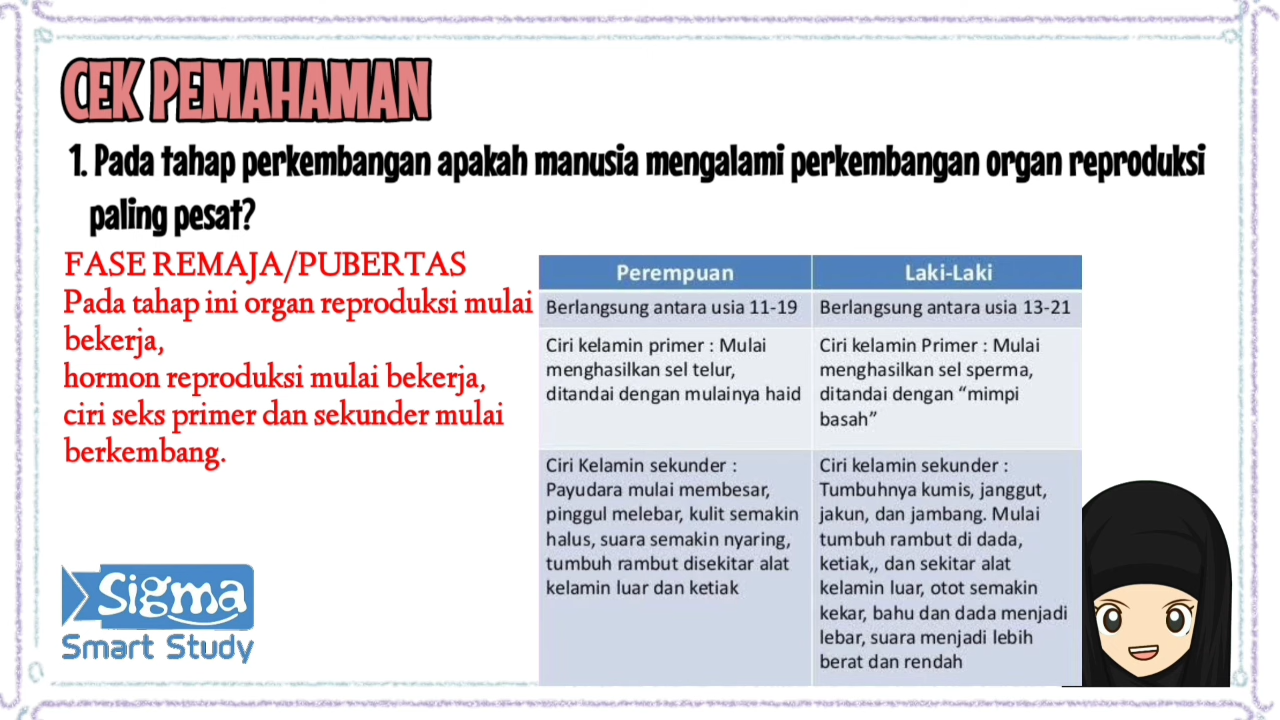 CEK PEMAHAMAN
1. Pada tahap perkembangan apakah manusia mengalami perkembangan organ reproduksi
paling pesat?
FASE REMAJA/PUBERTAS
Pada tahap ini organ reproduksi mulai
bekerja,
hormon reproduksi mulai bekerja,
ciri seks primer dan sekunder mulai
berkembang.
Perempuan
Laki-Laki
Berlangsung antara usia 11-19
Berlangsung antara usia 13-21
Ciri kelamin primer : Mulai
menghasilkan sel telur,
ditandai dengan mulainya haid
Ciri kelamin Primer : Mulai
menghasilkan sel sperma,
ditandai dengan “mimpi
basah”
Ciri Kelamin sekunder :
Payudara mulai membesar,
pinggul melebar, kulit semakin
halus, suara semakin nyaring,
tumbuh rambut disekitar alat
kelamin luar dan ketiak
Ciri kelamin sekunder :
Tumbuhnya kumis, janggut,
jakun, dan jambang. Mulai
tumbuh rambut di dada,
ketiak,, dan sekitar alat
kelamin luar, otot semakin
kekar, bahu dan dada menjadi
lebar, suara menjadi lebih
berat dan rendah
Sigma
Smart Study